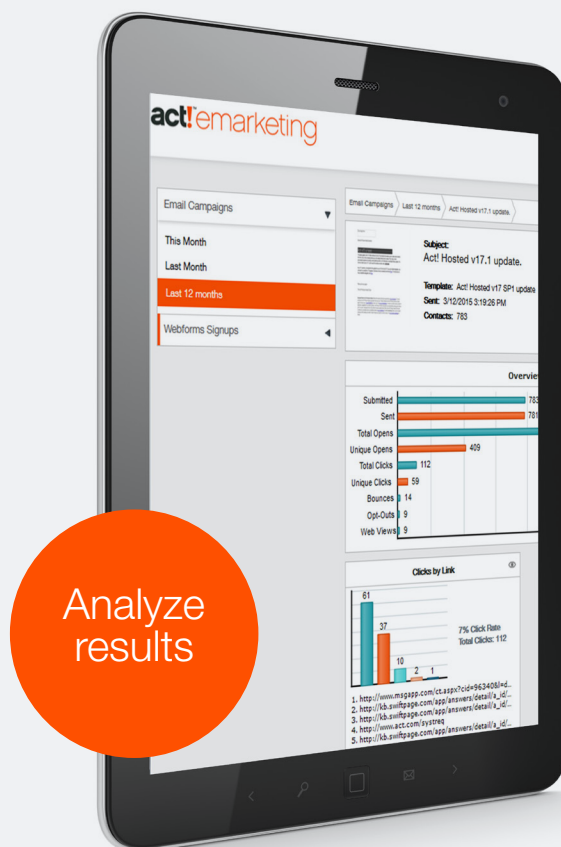 act! emarketing
Email Campaigns
This Month
Last Month
Last 12 months
Webforms Signups
Email Campaigns
Last 12 months
Act! Hosted v17.1 update.
Subject:
Act! Hosted v17.1 update.
Template: Act! Hosted v17 SP1 update
Sent: 3/12/2015 3:19:26 PM
Contacts: 783
Overvie
Submitted 783
Sent 781
Total Opens
Unique Opens 409
Total Clicks 112
Unique Clicks 59
Bounces 14
Opt-Outs 9
Web Views 9
Clicks by Link
61
37
10
2
1
7% Click Rate
Total Clicks: 112
1. http://www.msgapp.com/ct.aspx?cid=96340&l=d...
2. http://kb.swiftpage.com/app/answers/detail/a_id/...
3. http://kb.swiftpage.com/app/answers/detail/a_id/...
4. http://www.act.com/systreq
5. http://kb.swiftpage.com/app/answers/detail/a_id/...
Analyze
results